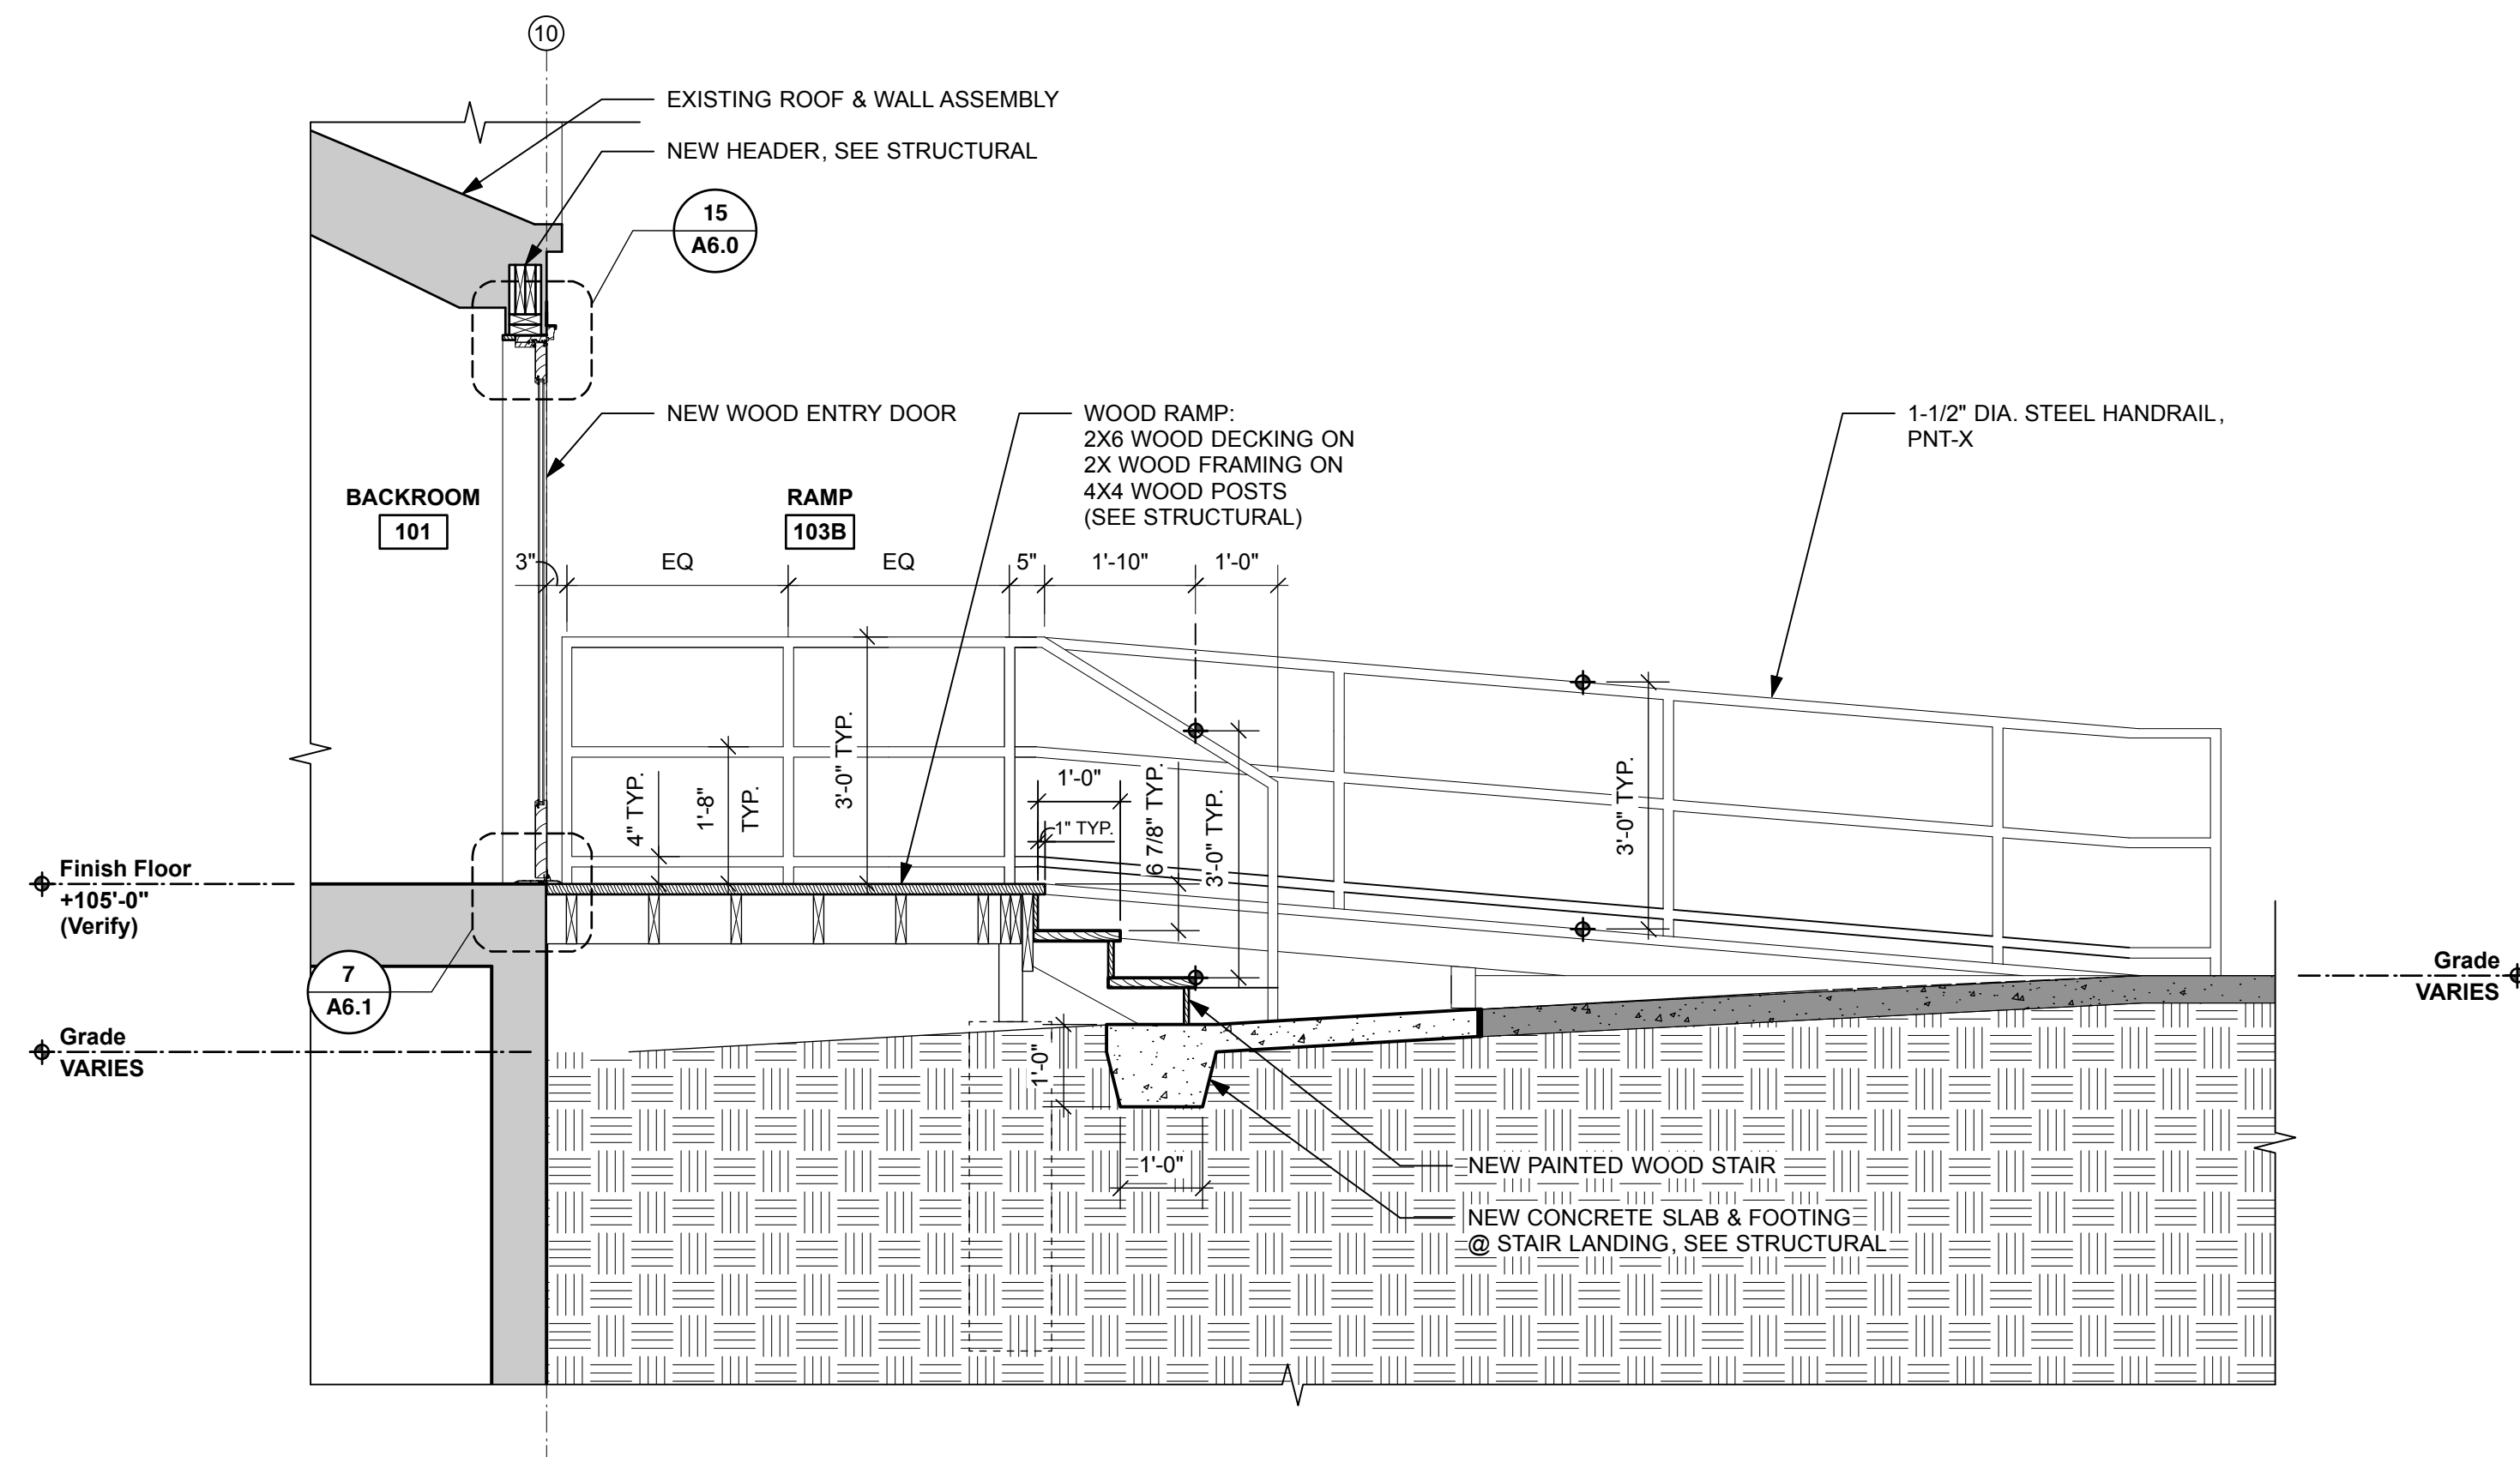 10
EXISTING ROOF & WALL ASSEMBLY
NEW HEADER, SEE STRUCTURAL
15
A6.0
NEW WOOD ENTRY DOOR
WOOD RAMP:
2X6 WOOD DECKING ON
2X WOOD FRAMING ON
4X4 WOOD POSTS
(SEE STRUCTURAL)
1-1/2" DIA. STEEL HANDRAIL,
PNT-X
BACKROOM
101
RAMP
103B
3"
EQ
EQ
5"
1'-10"
1'-0"
4" TYP.
1'-8"
TYP.
3'-0" TYP.
1'-0"
1" TYP.
6 7/8" TYP.
3'-0" TYP.
3'-0" TYP.
Finish Floor
+105'-0"
(Verify)
7
A6.1
Grade
VARIES
Grade
VARIES
1'-0"
1'-0"
NEW PAINTED WOOD STAIR
NEW CONCRETE SLAB & FOOTING
@ STAIR LANDING, SEE STRUCTURAL